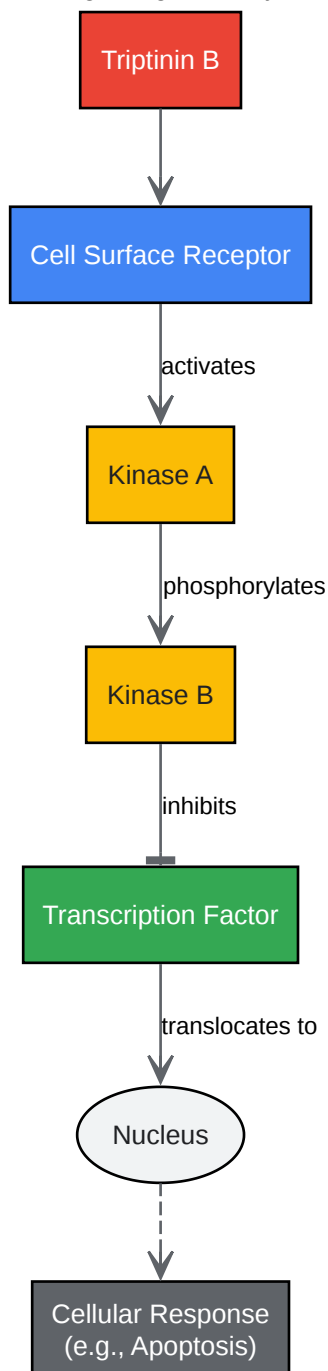 Triptinin B
Cell Surface Receptor
activates
Kinase A
phosphorylates
Kinase B
inhibits
Transcription Factor
translocates to
Nucleus
Cellular Response
(e.g., Apoptosis)